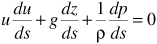 u du/ds + g dz/ds + 1/ρ dp/ds = 0